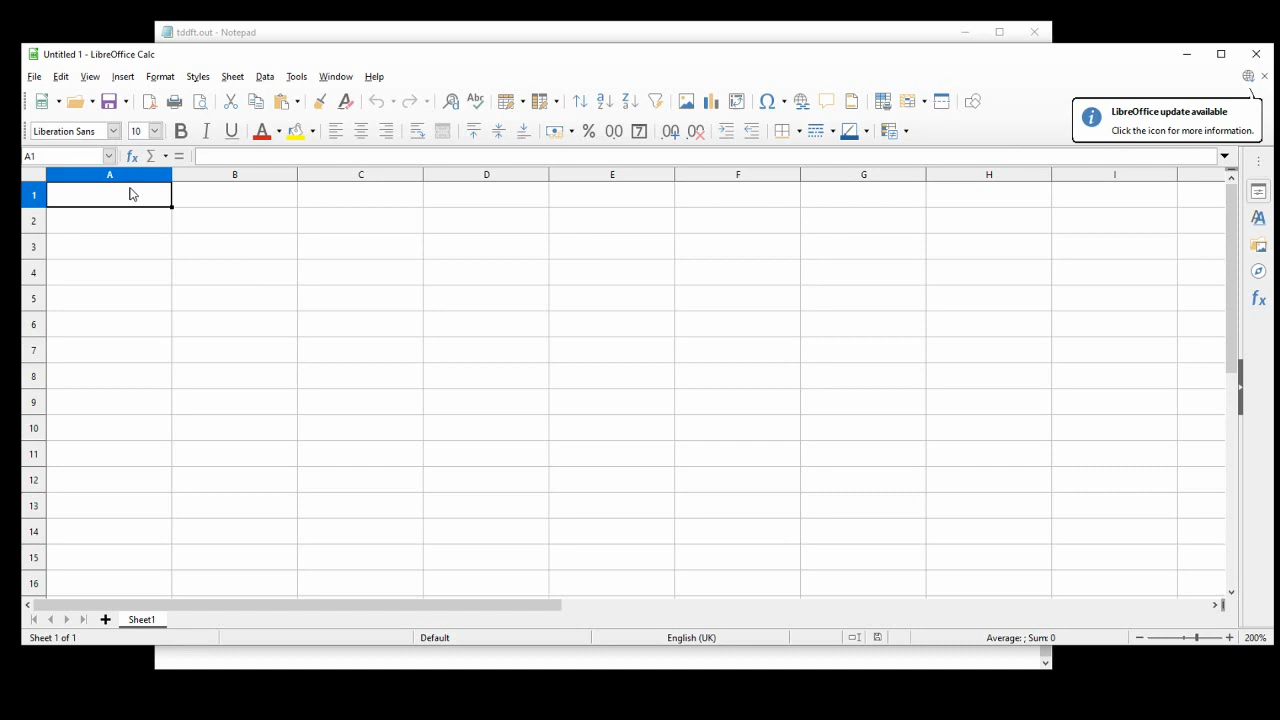 tddft.out - Notepad
Untitled 1 - LibreOffice Calc
File Edit View Insert Format Styles Sheet Data Tools Window Help
LibreOffice update available
Click the icon for more information.
Liberation Sans 10
A1
A B C D E F G H I
1
2
3
4
5
6
7
8
9
10
11
12
13
14
15
16
Sheet1
Sheet 1 of 1 Default English (UK) Average: ; Sum: 0 200%